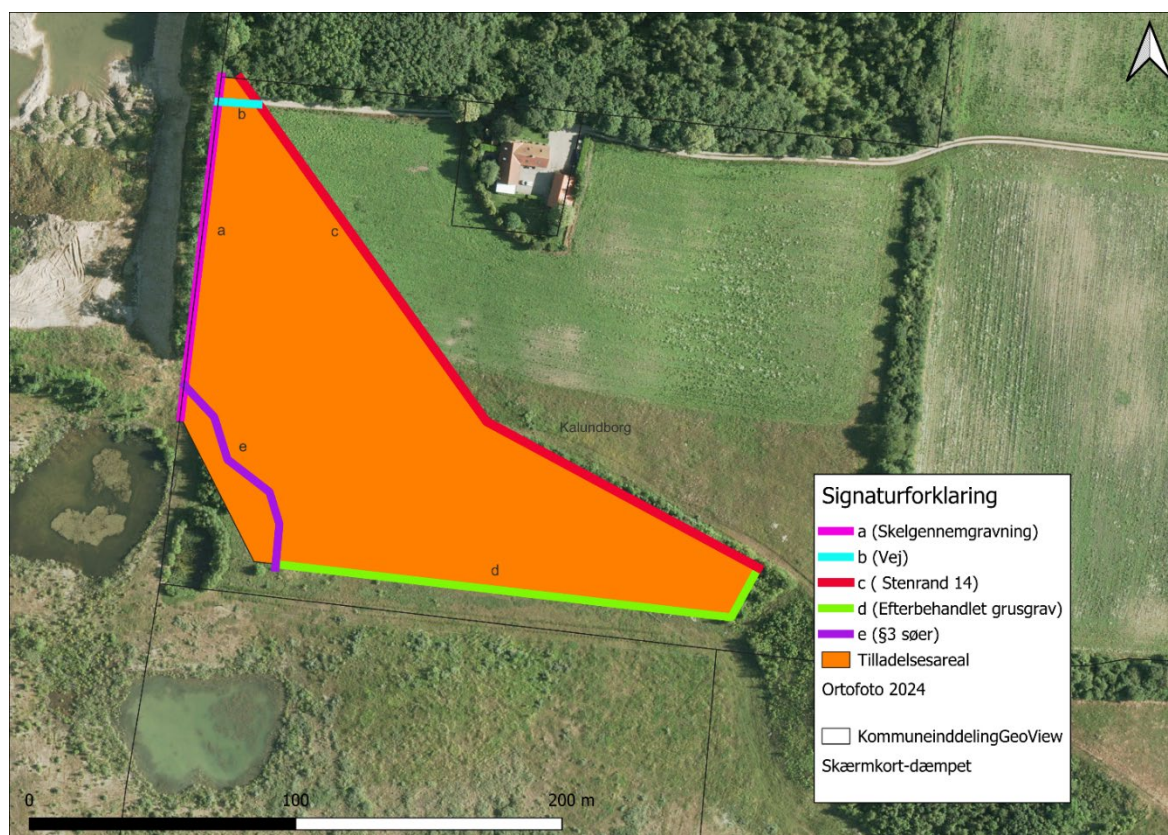 b
a
c
Kalundborg
e
d
Signaturforklaring
a (Skelgennemgravning)
b (Vej)
c ( Stenrand 14)
d (Efterbehandlet grusgrav)
e (§3 søer)
Tilladelsesareal
Ortofoto 2024
KommuneinddelingGeoView
Skærmkort-dæmpet
0 100 200 m